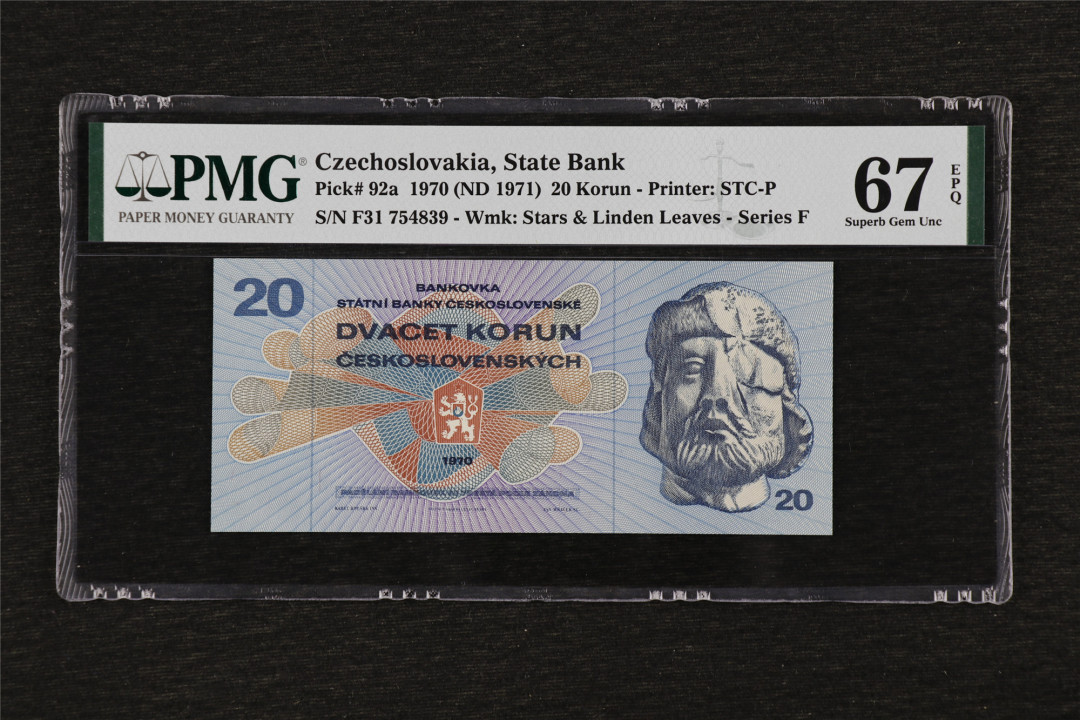 PMG®
PAPER MONEY GUARANTY
Czechoslovakia, State Bank
Pick# 92a 1970 (ND 1971) 20 Korun - Printer: STC-P
S/N F31 754839 - Wmk: Stars & Linden Leaves - Series F
67
EPQ
Superb Gem Unc
20
BANKOVKA
STÁTNÍ BANKY ČESKOSLOVENSKÉ
DVACET KORUN
ČESKOSLOVENSKÝCH
1970
20